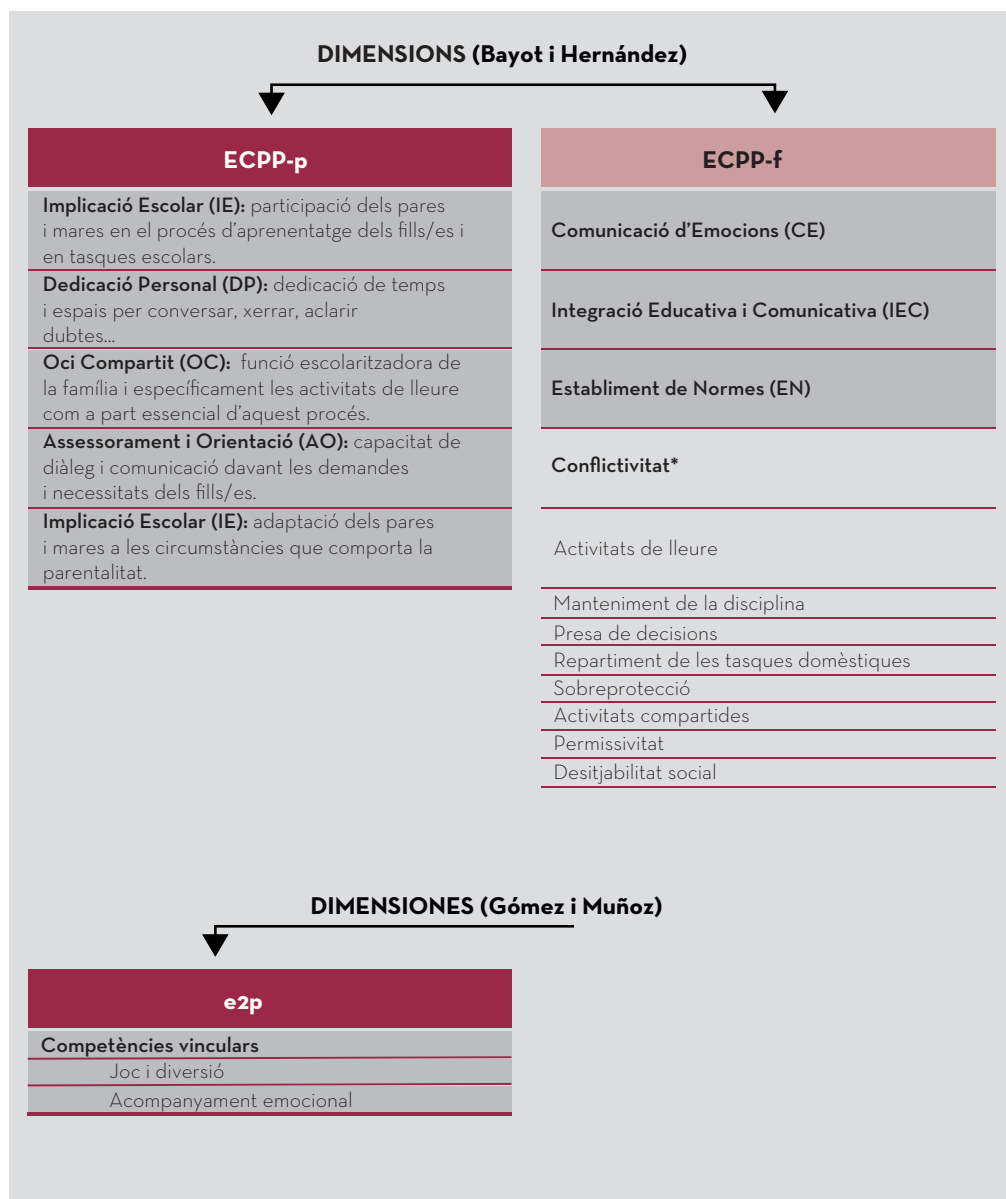 DIMENSIONS (Bayot i Hernández)
ECPP-p
Implicació Escolar (IE): participació dels pares
i mares en el procés d'aprenentatge dels fills/es i
en tasques escolars.
Dedicació Personal (DP): dedicació de temps
i espais per conversar, xerrar, aclarir
dubtes...
Oci Compartit (OC): funció escolaritzadora de
la família i específicament les activitats de lleure
com a part essencial d'aquest procés.
Assessorament i Orientació (AO): capacitat de
diàleg i comunicació davant les demandes
i necessitats dels fills/es.
Implicació Escolar (IE): adaptació dels pares
i mares a les circumstàncies que comporta la
parentalitat.
ECPP-f
Comunicació d'Emocions (CE)
Integració Educativa i Comunicativa (IEC)
Establiment de Normes (EN)
Conflictivitat*
Activitats de lleure
Manteniment de la disciplina
Presa de decisions
Repartiment de les tasques domèstiques
Sobreprotecció
Activitats compartides
Permissivitat
Desitjabilitat social
DIMENSIONES (Gómez i Muñoz)
e2p
Competències vinculars
Joc i diversió
Acompanyament emocional